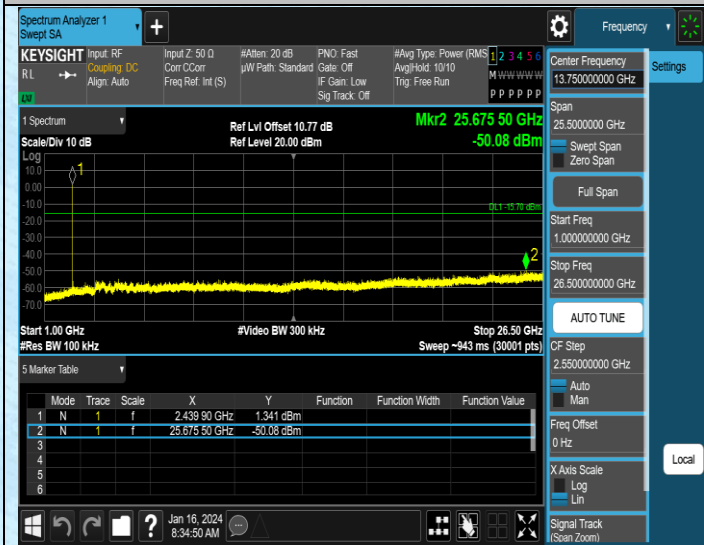 Spectrum Analyzer 1
Swept SA
+
Frequency
KEYSIGHT
RL
LXI
Input: RF
Coupling: DC
Align: Auto
Input Z: 50 Ω
Corr CCorr
Freq Ref: Int (S)
#Atten: 20 dB
µW Path: Standard
PNO: Fast
Gate: Off
IF Gain: Low
Sig Track: Off
#Avg Type: Power (RMS
Avg|Hold: 10/10
Trig: Free Run
1 2 3 4 5 6
M W W W W W
P P P P P P
1 Spectrum
Scale/Div 10 dB
Ref Lvl Offset 10.77 dB
Ref Level 20.00 dBm
Mkr2 25.675 50 GHz
-50.08 dBm
Log
10.0
0.00
-10.0
-20.0
-30.0
-40.0
-50.0
-60.0
-70.0
1
DL1 -15.70 dBm
2
Start 1.00 GHz
#Res BW 100 kHz
#Video BW 300 kHz
Stop 26.50 GHz
Sweep ~943 ms (30001 pts)
5 Marker Table
Mode Trace Scale X Y Function Function Width Function Value
1 N 1 f 2.439 90 GHz 1.341 dBm
2 N 1 f 25.675 50 GHz -50.08 dBm
3
4
5
6
Center Frequency
13.750000000 GHz
Settings
Span
25.5000000 GHz
Swept Span
Zero Span
Full Span
Start Freq
1.000000000 GHz
Stop Freq
26.500000000 GHz
AUTO TUNE
CF Step
2.550000000 GHz
Auto
Man
Freq Offset
0 Hz
X Axis Scale
Log
Lin
Signal Track
(Span Zoom)
Local
?
Jan 16, 2024
8:34:50 AM